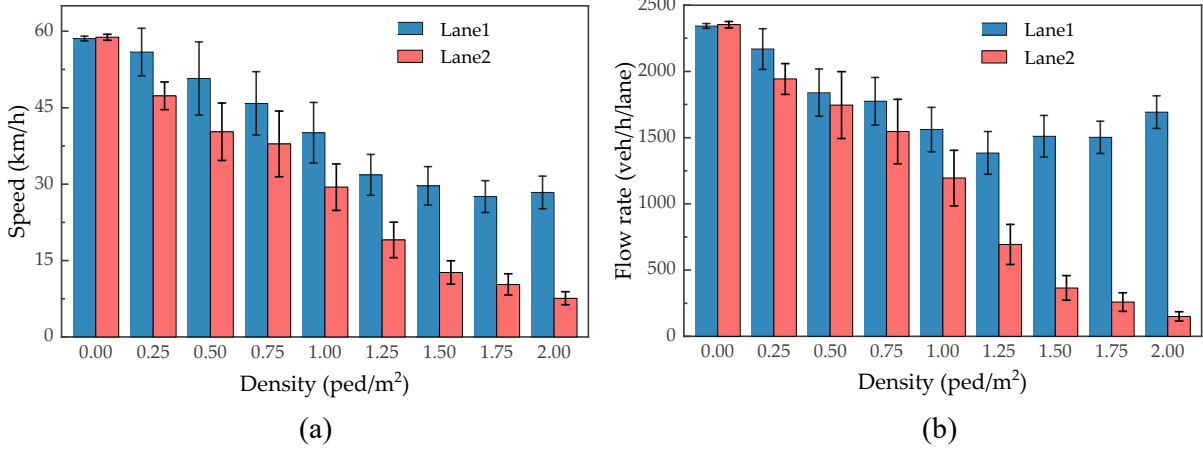 60
45
30
15
0
Speed (km/h)
Lane1
Lane2
0.00 0.25 0.50 0.75 1.00 1.25 1.50 1.75 2.00
Density (ped/m²)
(a)
2500
2000
1500
1000
500
0
Flow rate (veh/h/lane)
Lane1
Lane2
0.00 0.25 0.50 0.75 1.00 1.25 1.50 1.75 2.00
Density (ped/m²)
(b)